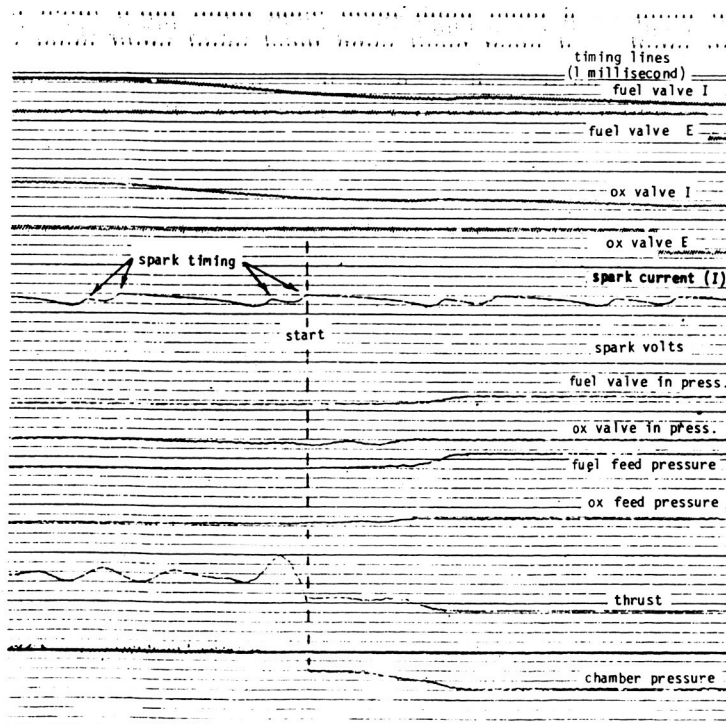 timing lines
(1 millisecond)
fuel valve I
fuel valve E
ox valve I
ox valve E
spark timing
spark current (I)
start
spark volts
fuel valve in press.
ox valve in press.
fuel feed pressure
ox feed pressure
thrust
chamber pressure